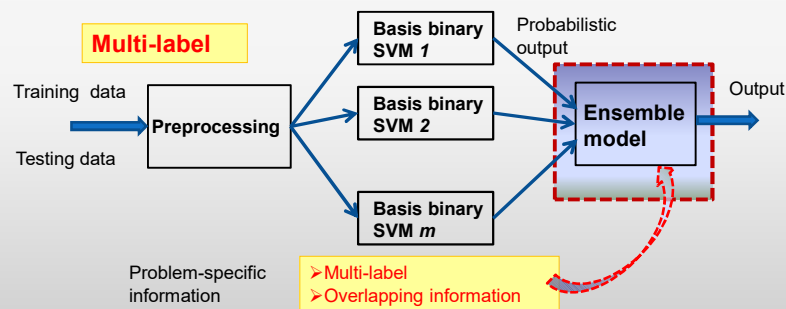 Multi-label
Training data
Testing data
Preprocessing
Basis binary
SVM 1
Basis binary
SVM 2
Basis binary
SVM m
Probabilistic
output
Ensemble
model
Output
Problem-specific
information
➢Multi-label
➢Overlapping information